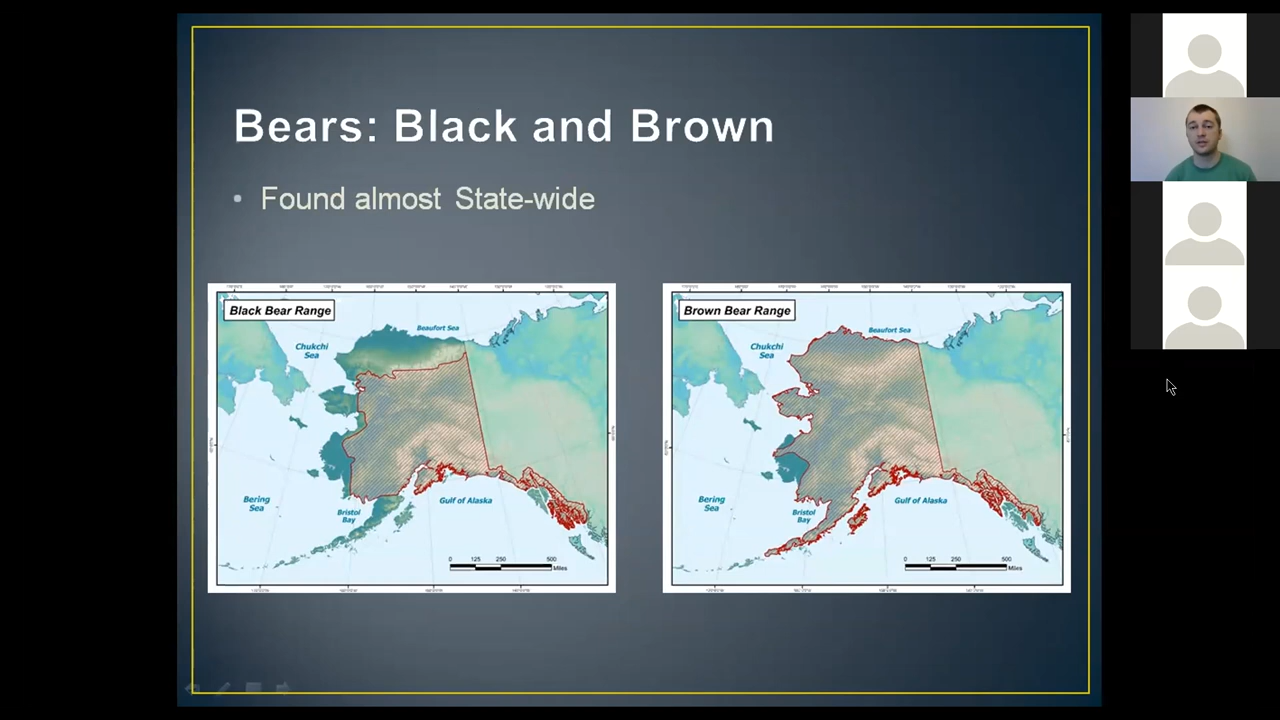 Bears: Black and Brown
• Found almost State-wide
Black Bear Range
Beaufort Sea
Chukchi
Sea
Bering
Sea
Bristol
Bay
Gulf of Alaska
0 125 250 500
Miles
Brown Bear Range
Beaufort Sea
Chukchi
Sea
Bering
Sea
Bristol
Bay
Gulf of Alaska
0 125 250 500
Miles